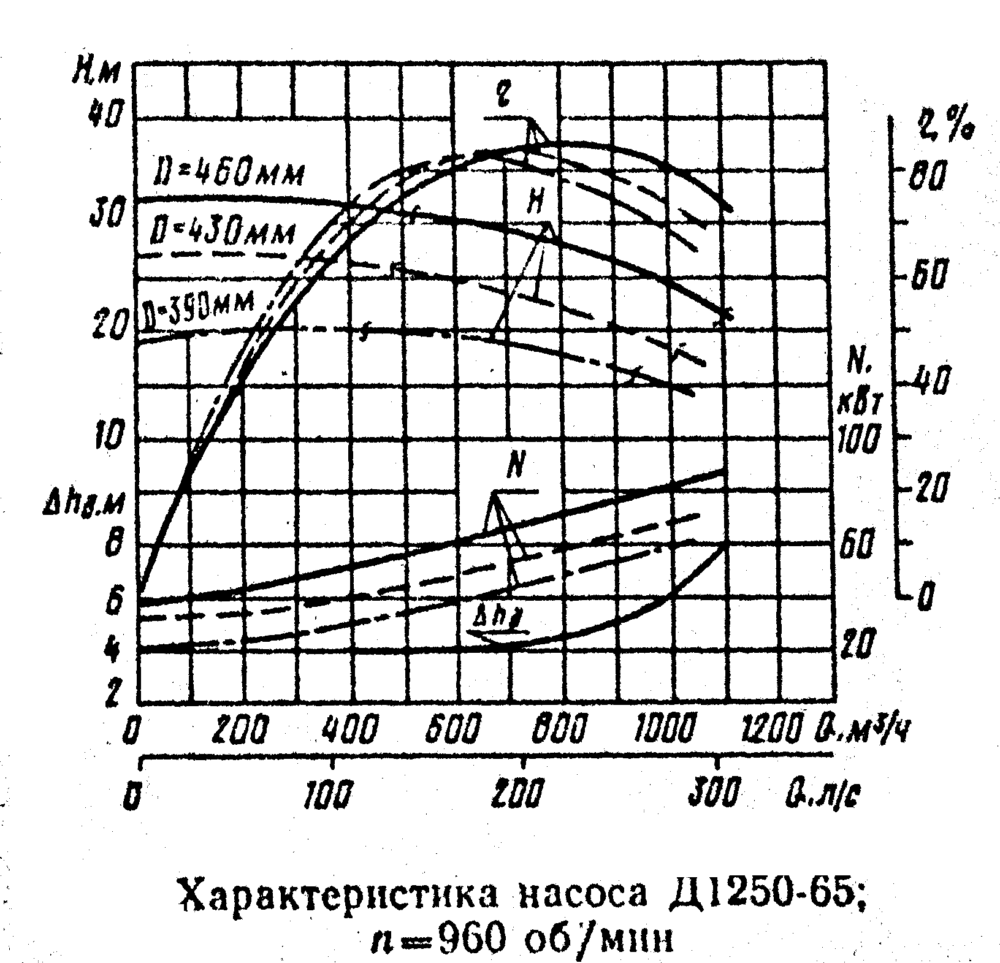 Н,м
40
η
η,%
80
D=460мм
Н
30
D=430мм
60
20
D=390мм
N,
кВт
40
10
100
N
Δhв,м
20
8
60
6
0
Δhв
4
20
2
0 200 400 600 800 1000 1200 Q,м³/ч
0 100 200 300 Q,л/с
Характеристика насоса Д1250-65;
n=960 об/мин